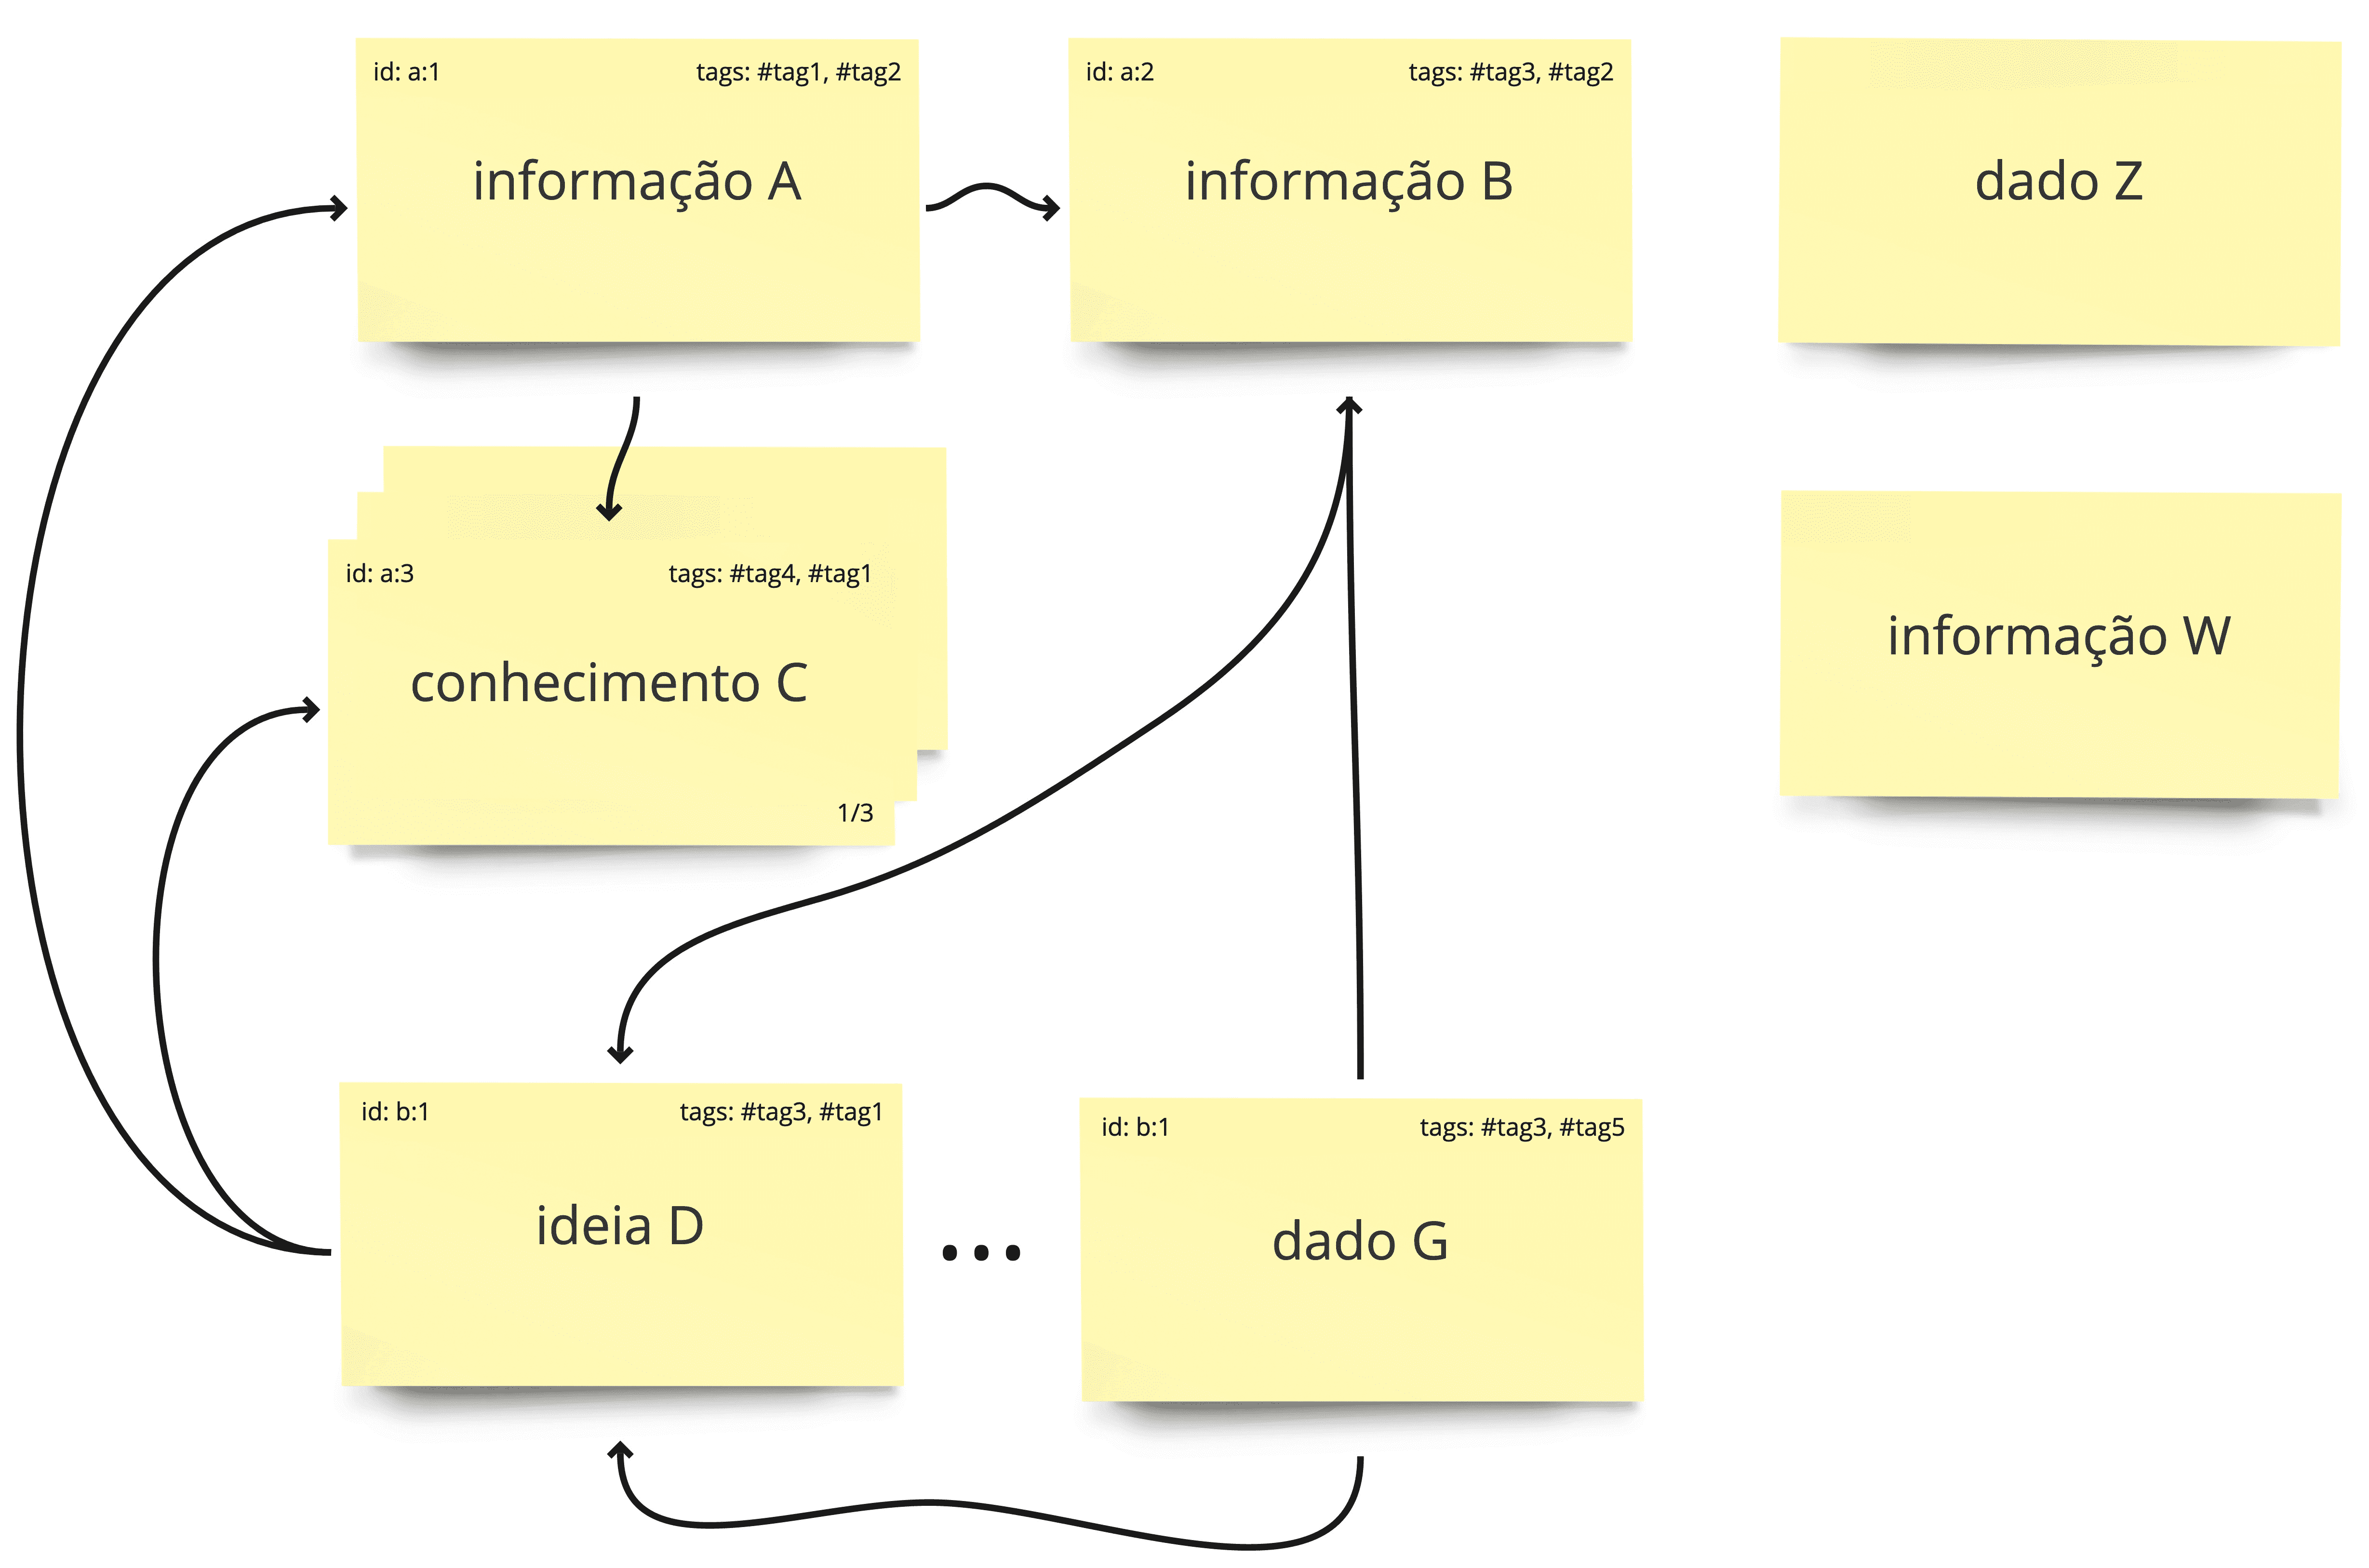 id: a:1
tags: #tag1, #tag2
informação A
id: a:2
tags: #tag3, #tag2
informação B
dado Z
id: a:3
tags: #tag4, #tag1
conhecimento C
1/3
informação W
id: b:1
tags: #tag3, #tag1
ideia D
...
id: b:1
tags: #tag3, #tag5
dado G